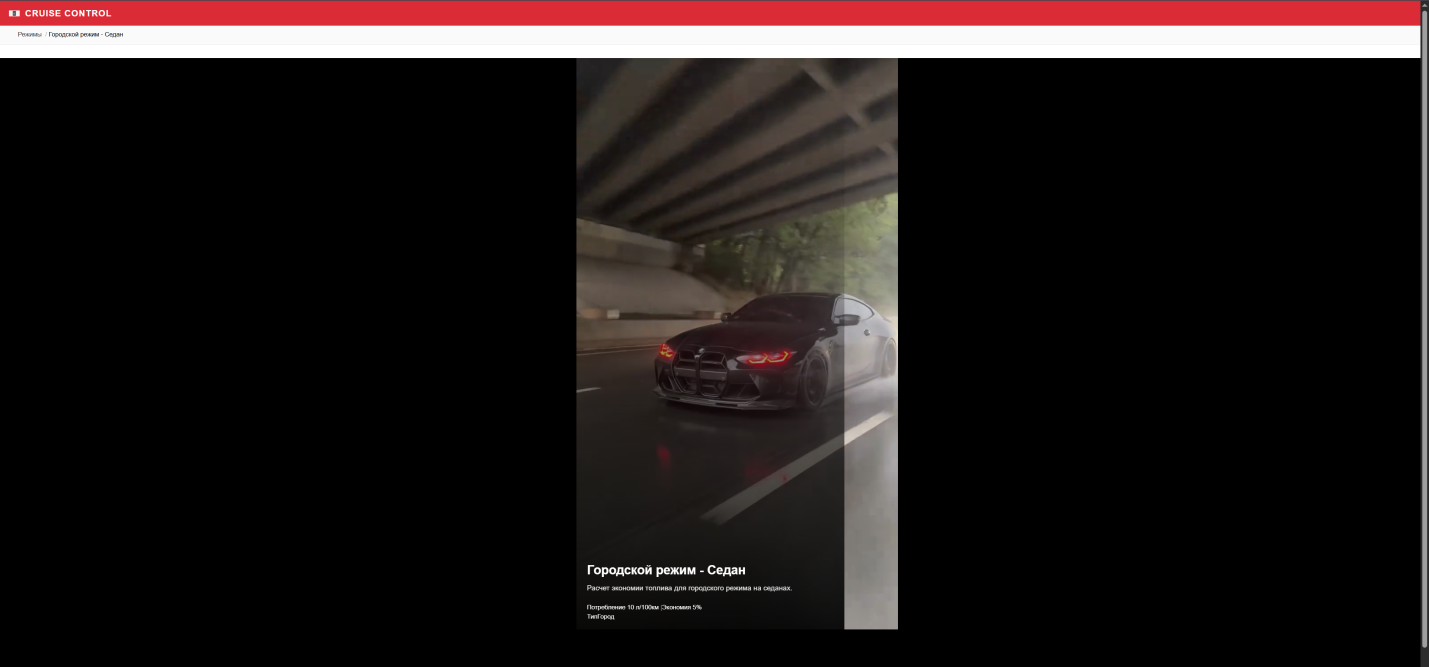 CRUISE CONTROL
Режимы / Городской режим - Седан
Городской режим - Седан
Расчет экономии топлива для городского режима на седанах.
Потребление 10 л/100км |Экономия 5%
ТипГород